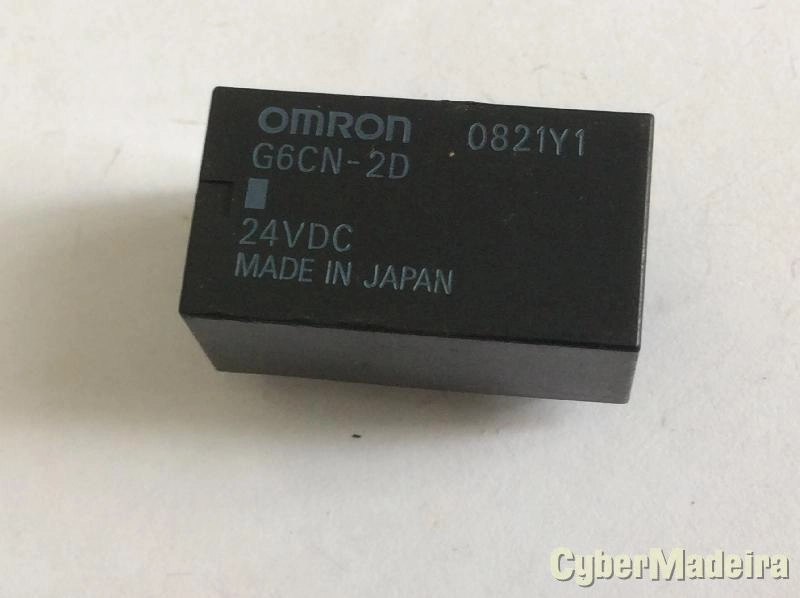 OMRON 0821Y1
G6CN-2D
24VDC
MADE IN JAPAN
CyberMadeira